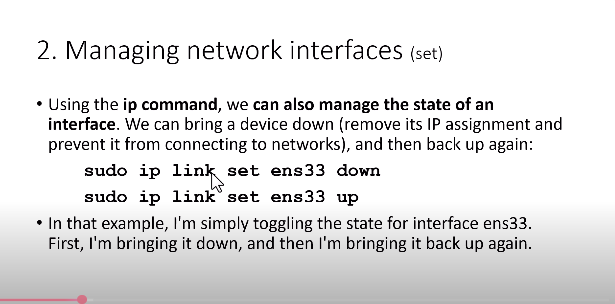 2. Managing network interfaces (set)
• Using the ip command, we can also manage the state of an
interface. We can bring a device down (remove its IP assignment and
prevent it from connecting to networks), and then back up again:
sudo ip link set ens33 down
sudo ip link set ens33 up
• In that example, I'm simply toggling the state for interface ens33.
First, I'm bringing it down, and then I'm bringing it back up again.